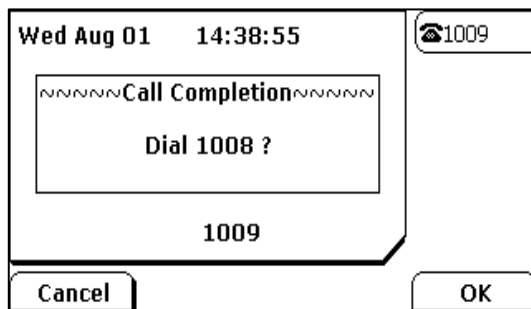 Wed Aug 01 14:38:55
☎1009
~~~~~Call Completion~~~~~
Dial 1008 ?
1009
Cancel
OK